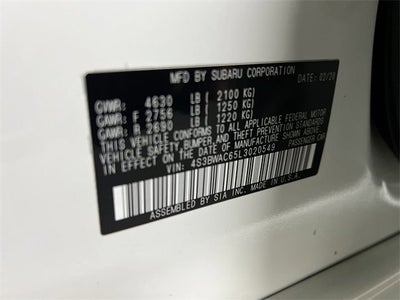 MFD BY SUBARU CORPORATION
DATE: 03/20
GVWR: 4630 LB ( 2100 KG)
GAWR: F 2756 LB ( 1250 KG)
GAWR: R 2690 LB ( 1220 KG)
THIS VEHICLE CONFORMS TO ALL APPLICABLE FEDERAL MOTOR
VEHICLE SAFETY, BUMPER, AND THEFT PREVENTION STANDARDS
IN EFFECT ON THE DATE OF MANUFACTURE SHOWN ABOVE.
VIN: 4S3BWAC65L3020549 PASSENGER CAR
ASSEMBLED BY SIA INC. MADE IN U.S.A.